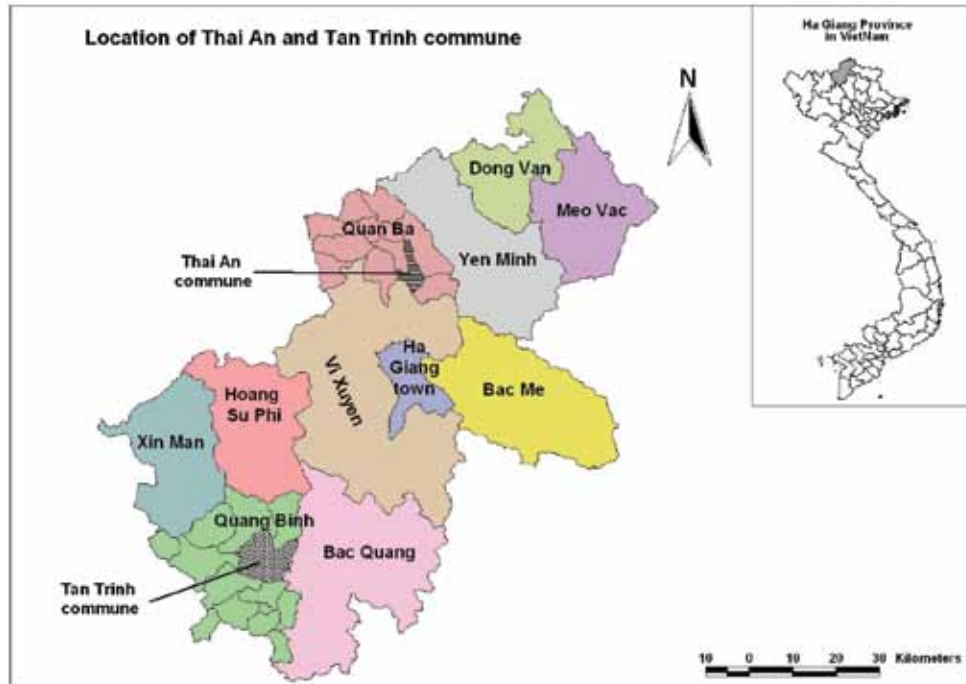 Location of Thai An and Tan Trinh commune
Ha Giang Province
in VietNam
N
Dong Van
Meo Vac
Quan Ba
Yen Minh
Thai An
commune
Ha
Giang
town
Vi Xuyen
Bac Me
Hoang
Su Phi
Xin Man
Quang Binh
Bac Quang
Tan Trinh
commune
10 0 10 20 30 Kilometers